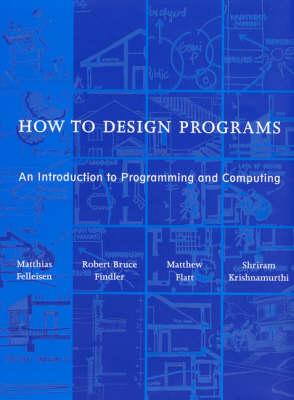 HOW TO DESIGN PROGRAMS
An Introduction to Programming and Computing
Matthias Robert Bruce Matthew Shriram
Felleisen Findler Flatt Krishnamurthi